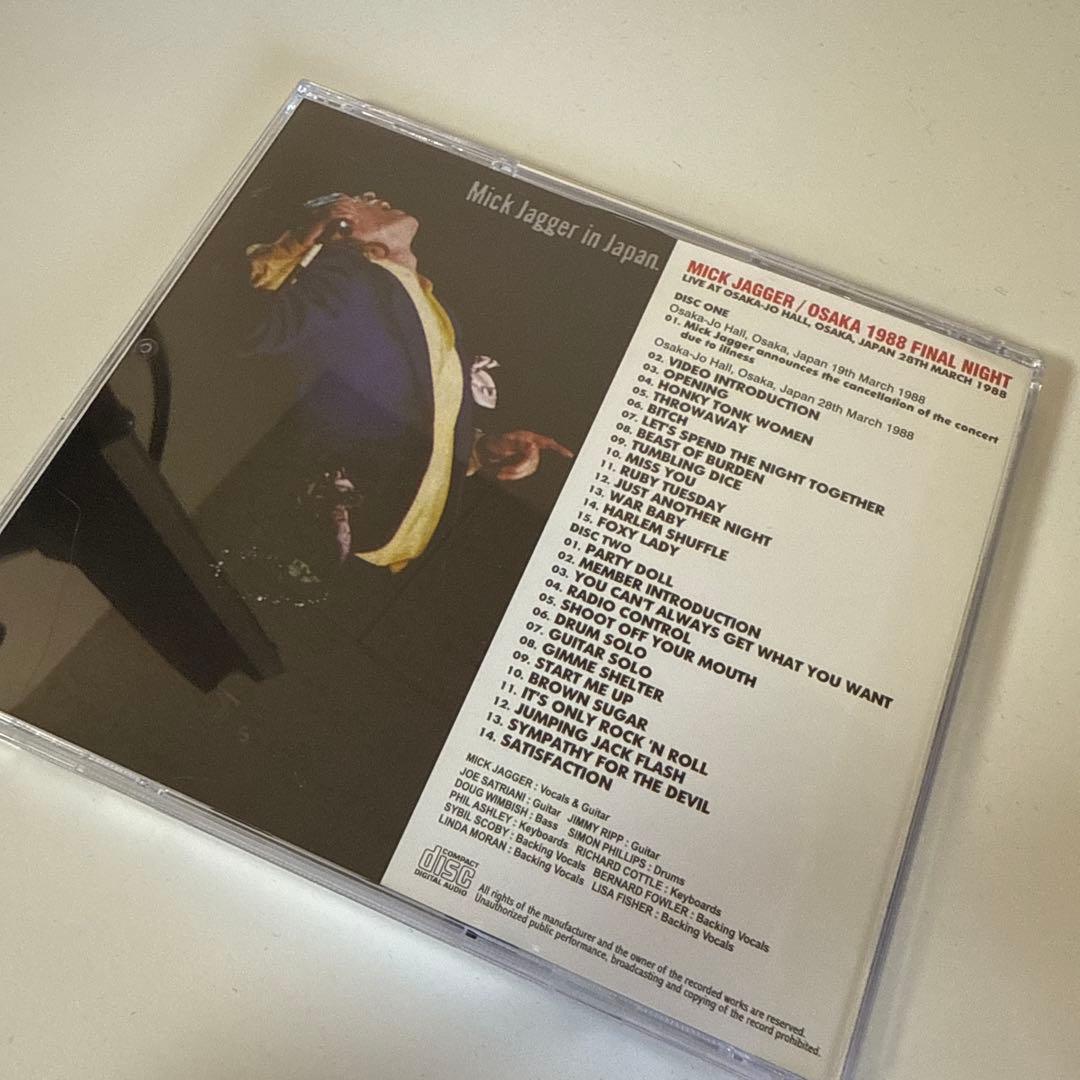 Mick Jagger in Japan.
MICK JAGGER / OSAKA 1988 FINAL NIGHT
LIVE AT OSAKA-JO HALL, OSAKA, JAPAN 28TH MARCH 1988
DISC ONE
Osaka-Jo Hall, Osaka, Japan 19th March 1988
01. Mick Jagger announces the cancellation of the concert
due to illness
Osaka-Jo Hall, Osaka, Japan 28th March 1988
02. VIDEO INTRODUCTION
03. OPENING
04. HONKY TONK WOMEN
05. THROWAWAY
06. BITCH
07. LET'S SPEND THE NIGHT TOGETHER
08. BEAST OF BURDEN
09. TUMBLING DICE
10. MISS YOU
11. RUBY TUESDAY
12. JUST ANOTHER NIGHT
13. WAR BABY
14. HARLEM SHUFFLE
15. FOXY LADY
DISC TWO
01. PARTY DOLL
02. MEMBER INTRODUCTION
03. YOU CAN'T ALWAYS GET WHAT YOU WANT
04. RADIO CONTROL
05. SHOOT OFF YOUR MOUTH
06. DRUM SOLO
07. GUITAR SOLO
08. GIMME SHELTER
09. START ME UP
10. BROWN SUGAR
11. IT'S ONLY ROCK 'N ROLL
12. JUMPING JACK FLASH
13. SYMPATHY FOR THE DEVIL
14. SATISFACTION
MICK JAGGER : Vocals & Guitar
JOE SATRIANI : Guitar JIMMY RIPP : Guitar
DOUG WIMBISH : Bass SIMON PHILLIPS : Drums
PHIL ASHLEY : Keyboards RICHARD COTTLE : Keyboards
SYBIL SCOBY : Backing Vocals BERNARD FOWLER : Backing Vocals
LINDA MORAN : Backing Vocals LISA FISHER : Backing Vocals
COMPACT
disc
DIGITAL AUDIO
All rights of the manufacturer and the owner of the recorded works are reserved.
Unauthorized public performance, broadcasting and copying of the record prohibited.